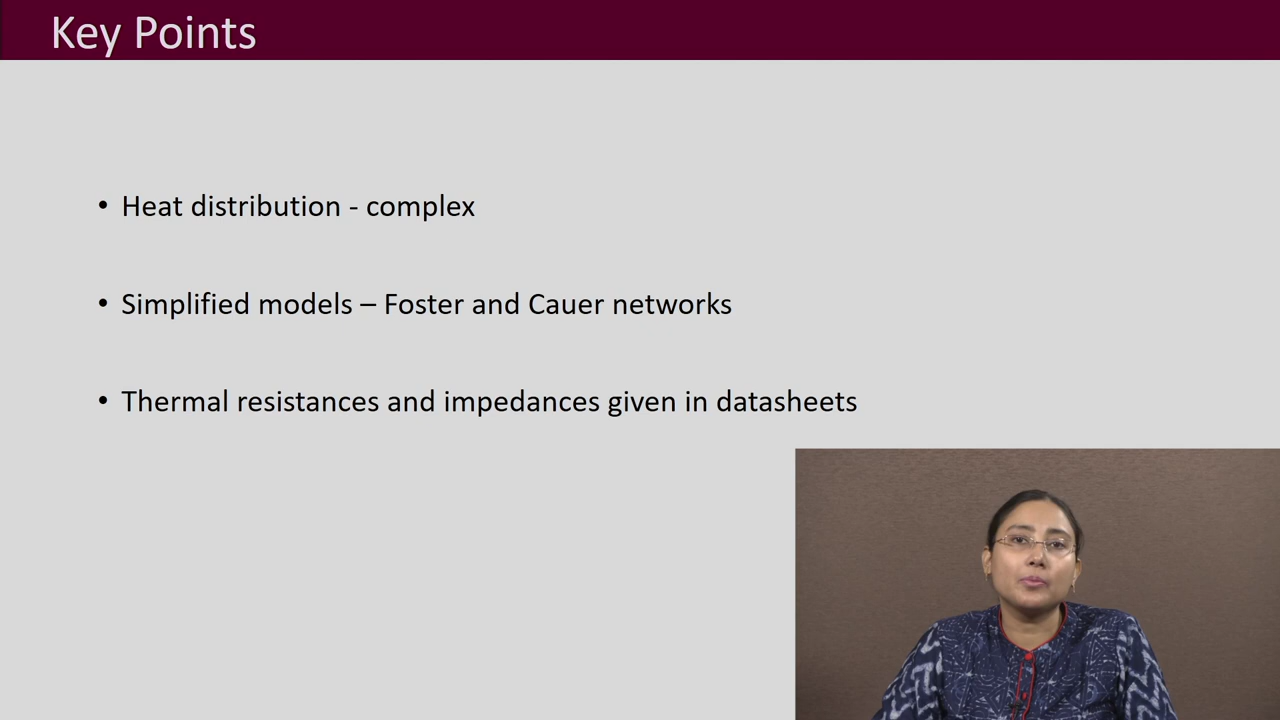 Key Points
• Heat distribution - complex
• Simplified models – Foster and Cauer networks
• Thermal resistances and impedances given in datasheets